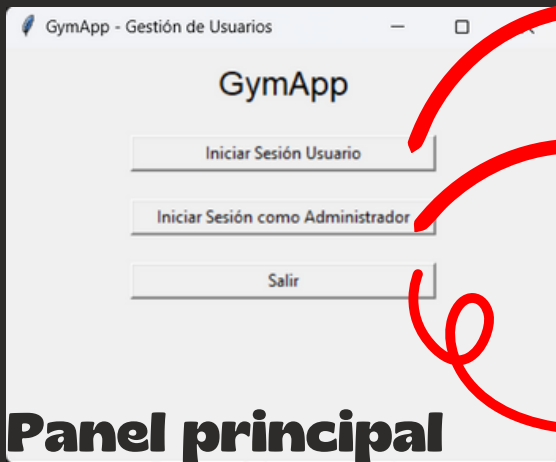 GymApp - Gestión de Usuarios
GymApp
Iniciar Sesión Usuario
Iniciar Sesión como Administrador
Salir
Panel principal